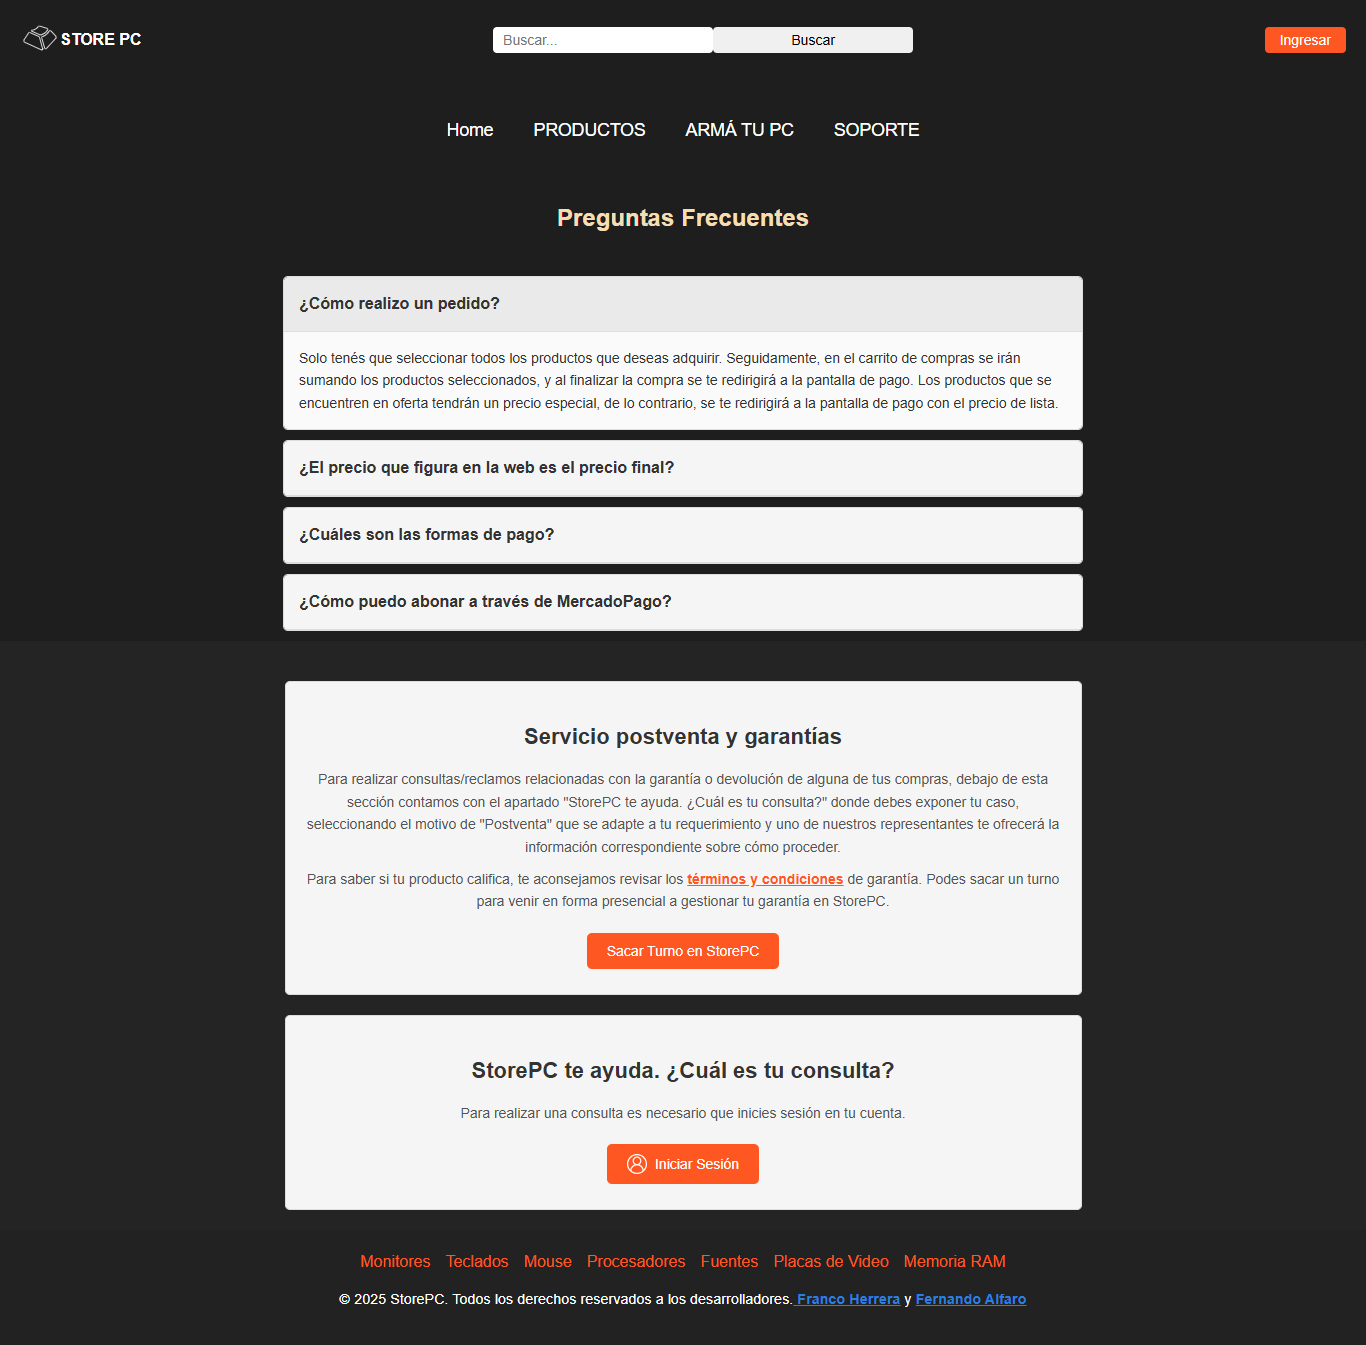 STORE PC
Buscar...
Buscar
Ingresar
Home
PRODUCTOS
ARMÁ TU PC
SOPORTE
Preguntas Frecuentes
¿Cómo realizo un pedido?
Solo tenés que seleccionar todos los productos que deseas adquirir. Seguidamente, en el carrito de compras se irán
sumando los productos seleccionados, y al finalizar la compra se te redirigirá a la pantalla de pago. Los productos que se
encuentren en oferta tendrán un precio especial, de lo contrario, se te redirigirá a la pantalla de pago con el precio de lista.
¿El precio que figura en la web es el precio final?
¿Cuáles son las formas de pago?
¿Cómo puedo abonar a través de MercadoPago?
Servicio postventa y garantías
Para realizar consultas/reclamos relacionadas con la garantía o devolución de alguna de tus compras, debajo de esta
sección contamos con el apartado "StorePC te ayuda. ¿Cuál es tu consulta?" donde debes exponer tu caso,
seleccionando el motivo de "Postventa" que se adapte a tu requerimiento y uno de nuestros representantes te ofrecerá la
información correspondiente sobre cómo proceder.
Para saber si tu producto califica, te aconsejamos revisar los términos y condiciones de garantía. Podes sacar un turno
para venir en forma presencial a gestionar tu garantía en StorePC.
Sacar Turno en StorePC
StorePC te ayuda. ¿Cuál es tu consulta?
Para realizar una consulta es necesario que inicies sesión en tu cuenta.
Iniciar Sesión
Monitores Teclados Mouse Procesadores Fuentes Placas de Video Memoria RAM
© 2025 StorePC. Todos los derechos reservados a los desarrolladores. Franco Herrera y Fernando Alfaro